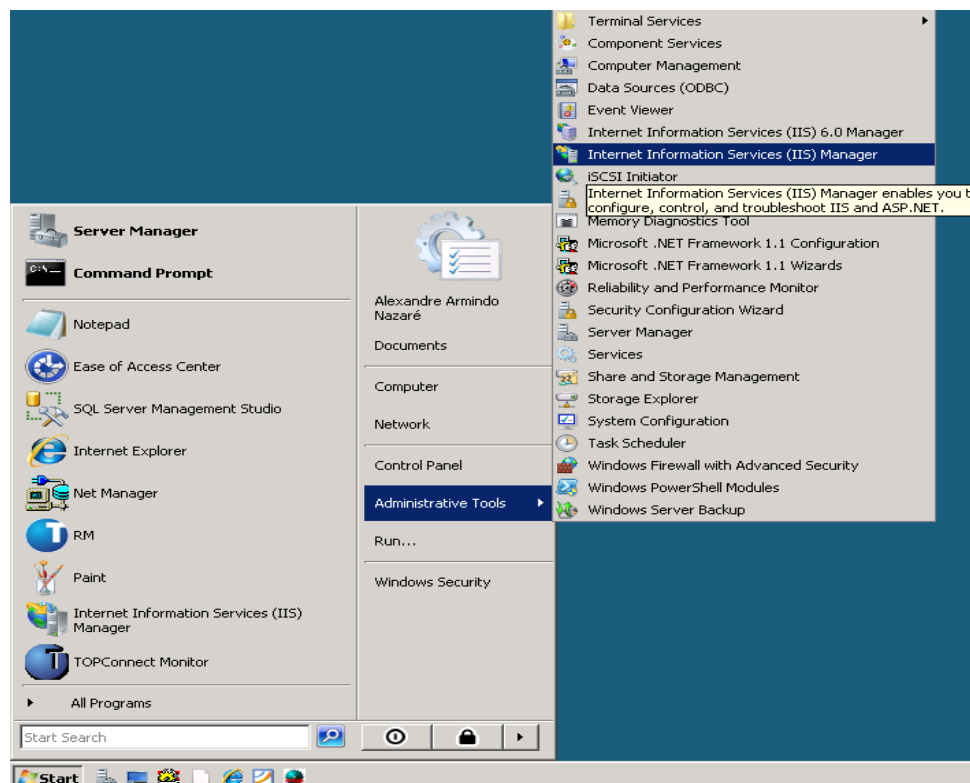 Server Manager
Command Prompt
Notepad
Ease of Access Center
SQL Server Management Studio
Internet Explorer
Net Manager
RM
Paint
Internet Information Services (IIS)
Manager
TOPConnect Monitor
All Programs
Start Search
Alexandre Armindo
Nazaré
Documents
Computer
Network
Control Panel
Administrative Tools
Run...
Windows Security
Terminal Services
Component Services
Computer Management
Data Sources (ODBC)
Event Viewer
Internet Information Services (IIS) 6.0 Manager
Internet Information Services (IIS) Manager
iSCSI Initiator
Internet Information Services (IIS) Manager enables you
configure, control, and troubleshoot IIS and ASP.NET.
Memory Diagnostics Tool
Microsoft .NET Framework 1.1 Configuration
Microsoft .NET Framework 1.1 Wizards
Reliability and Performance Monitor
Security Configuration Wizard
Server Manager
Services
Share and Storage Management
Storage Explorer
System Configuration
Task Scheduler
Windows Firewall with Advanced Security
Windows PowerShell Modules
Windows Server Backup
Start